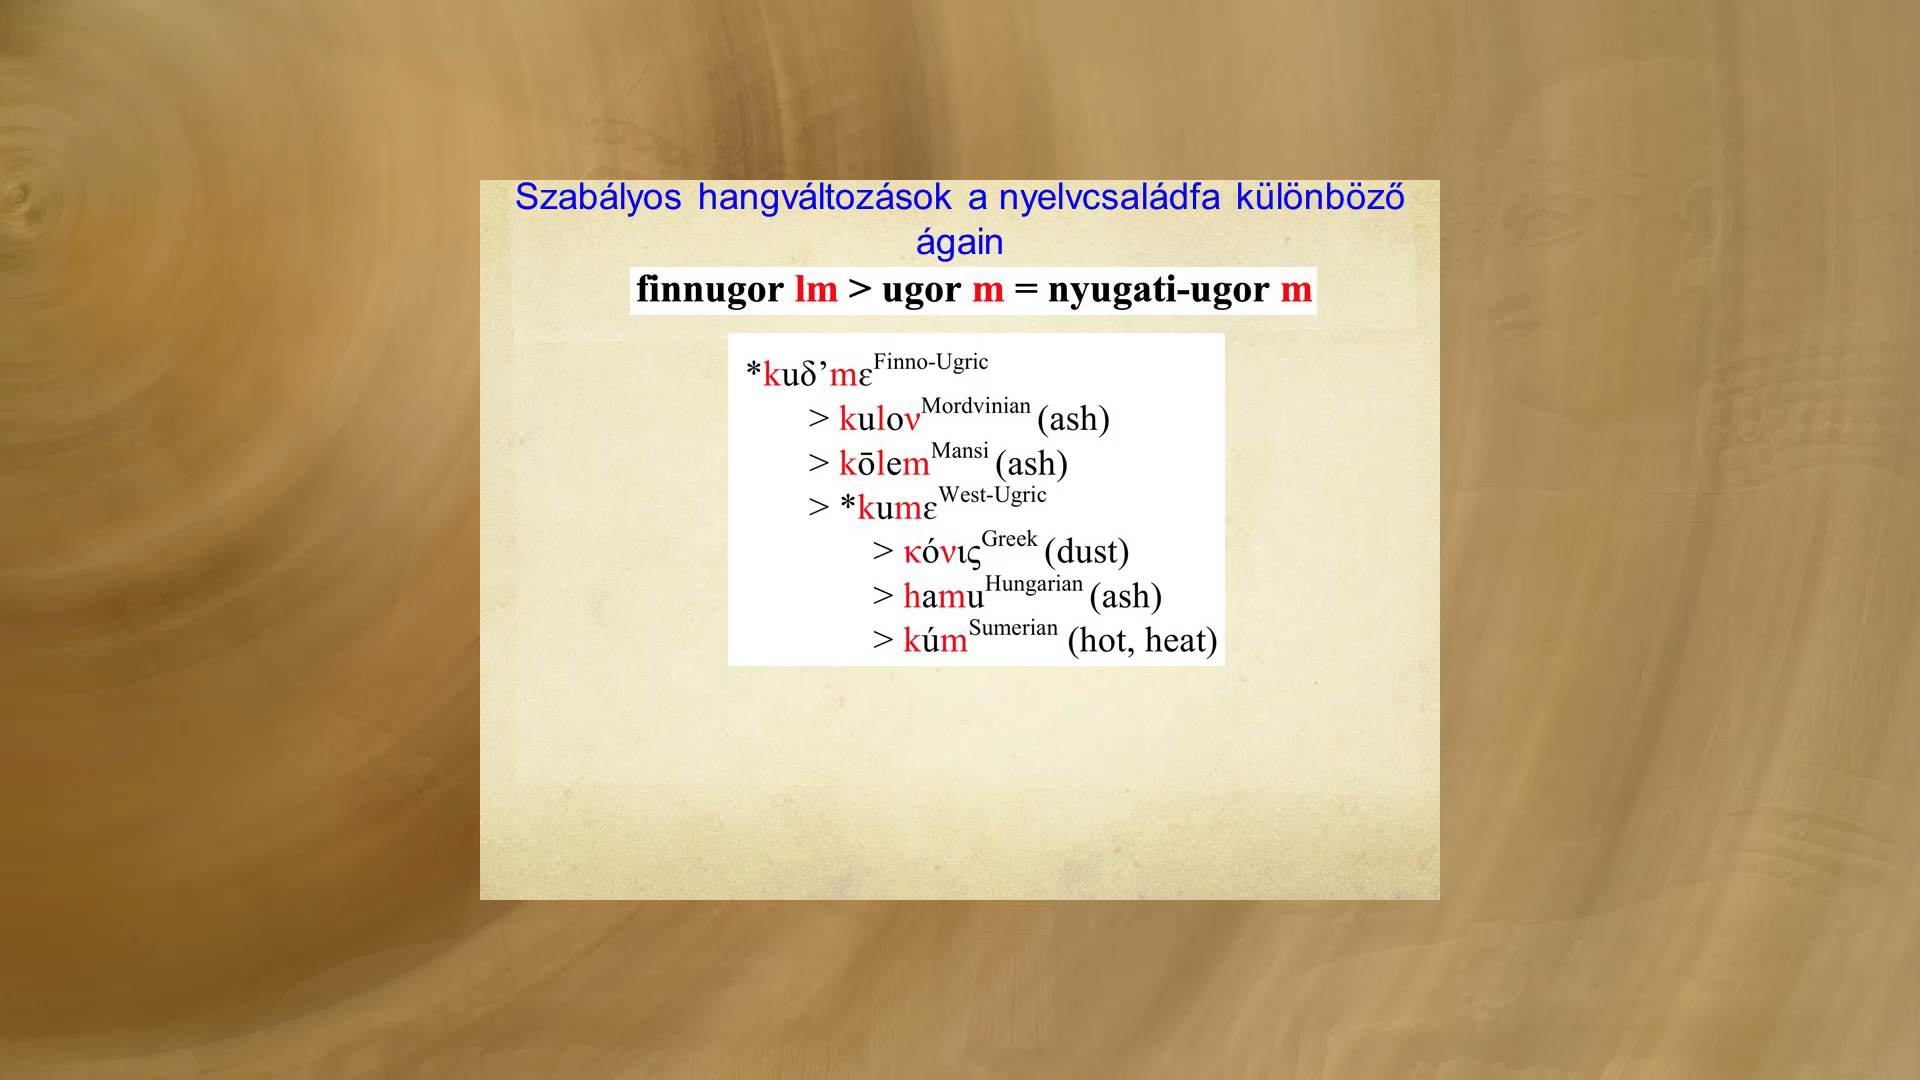 Szabályos hangváltozások a nyelvcsaládfa különböző
ágain
finnugor lm > ugor m = nyugati-ugor m
*kuδ’mεFinno-Ugric
> kulovMordvinian (ash)
> kōlemMansi (ash)
> *kumεWest-Ugric
> κόνιςGreek (dust)
> hamuHungarian (ash)
> kúmSumerian (hot, heat)